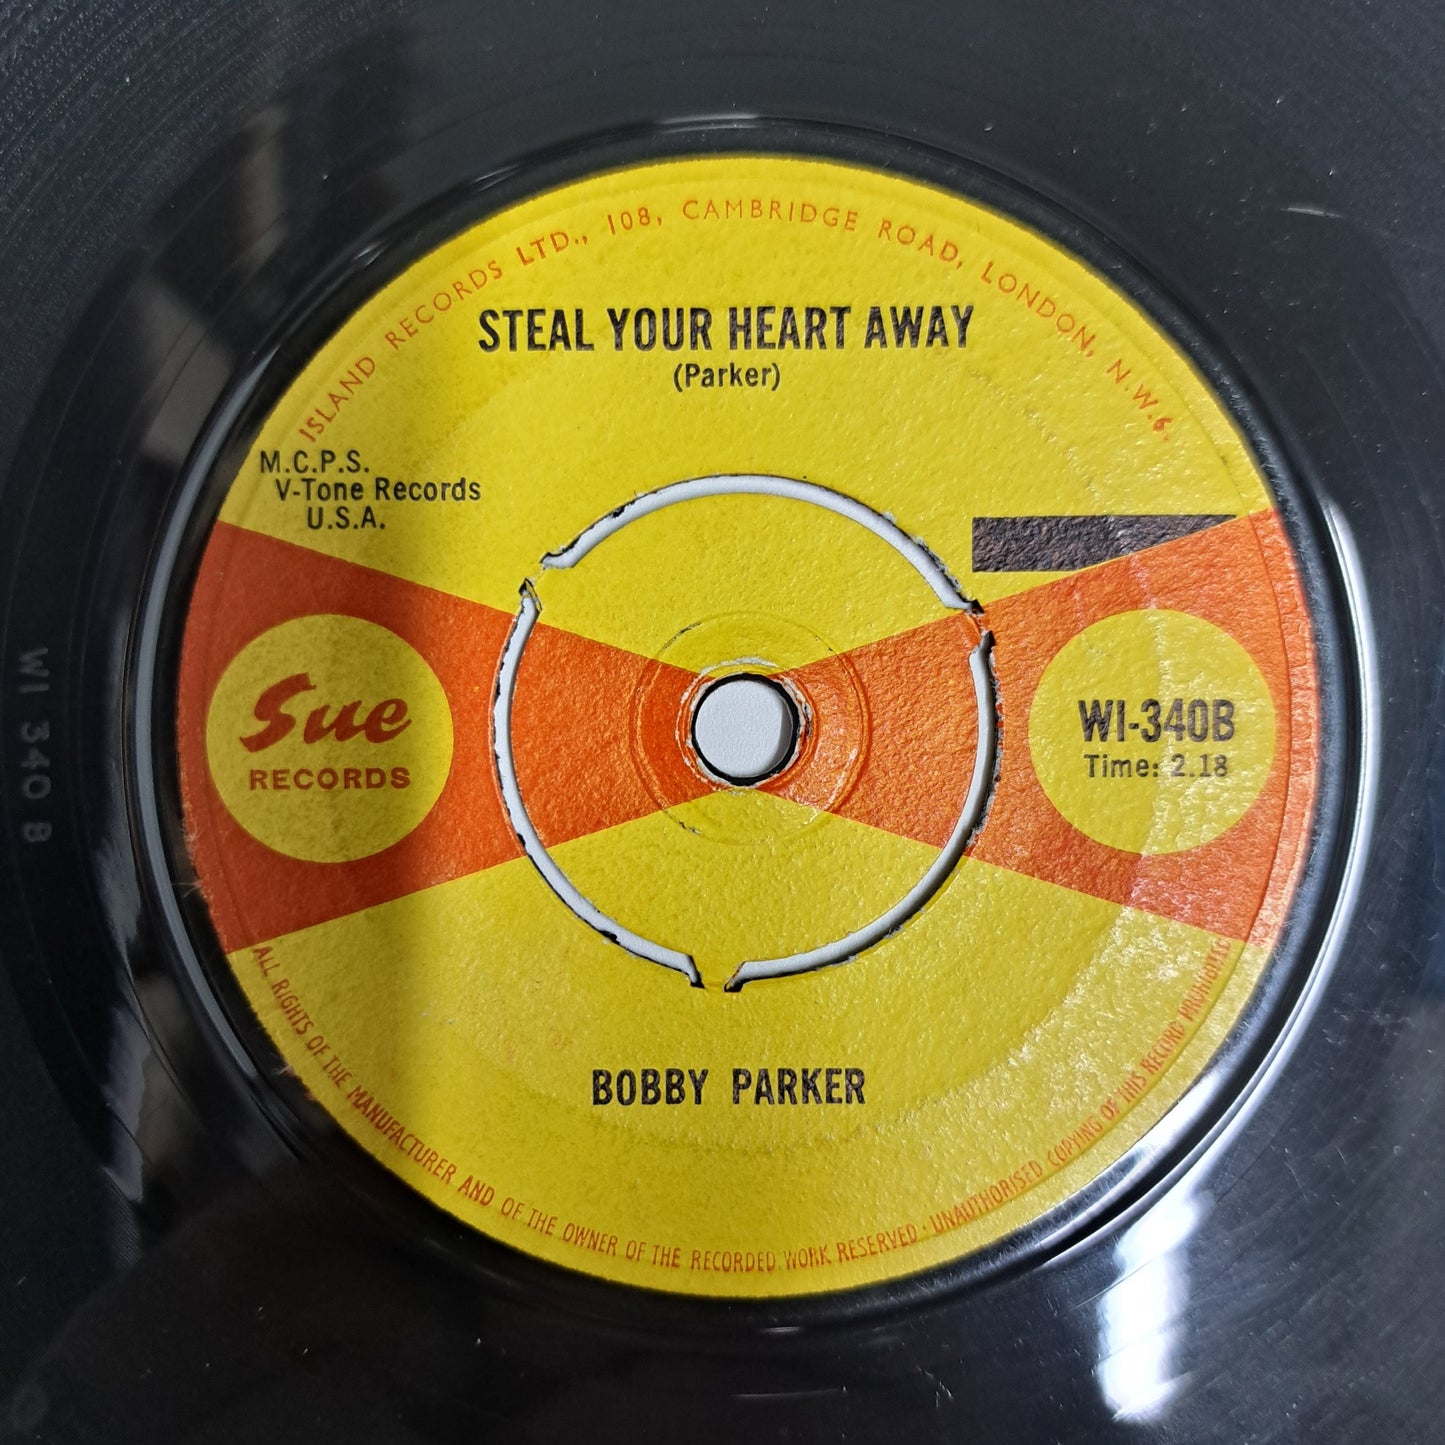 ISLAND RECORDS LTD., 108, CAMBRIDGE ROAD, LONDON, N.W.6.
STEAL YOUR HEART AWAY
(Parker)
M.C.P.S.
V-Tone Records
U.S.A.
Sue
RECORDS
WI-340B
Time: 2.18
BOBBY PARKER
ALL RIGHTS OF THE MANUFACTURER AND OF THE OWNER OF THE RECORDED WORK RESERVED · UNAUTHORISED COPYING OF THIS RECORD PROHIBITED
WI 340 B